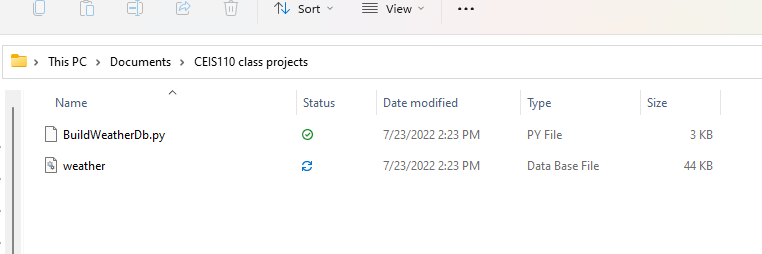 Sort View ...
This PC > Documents > CEIS110 class projects
Name Status Date modified Type Size
BuildWeatherDb.py 7/23/2022 2:23 PM PY File 3 KB
weather 7/23/2022 2:23 PM Data Base File 44 KB